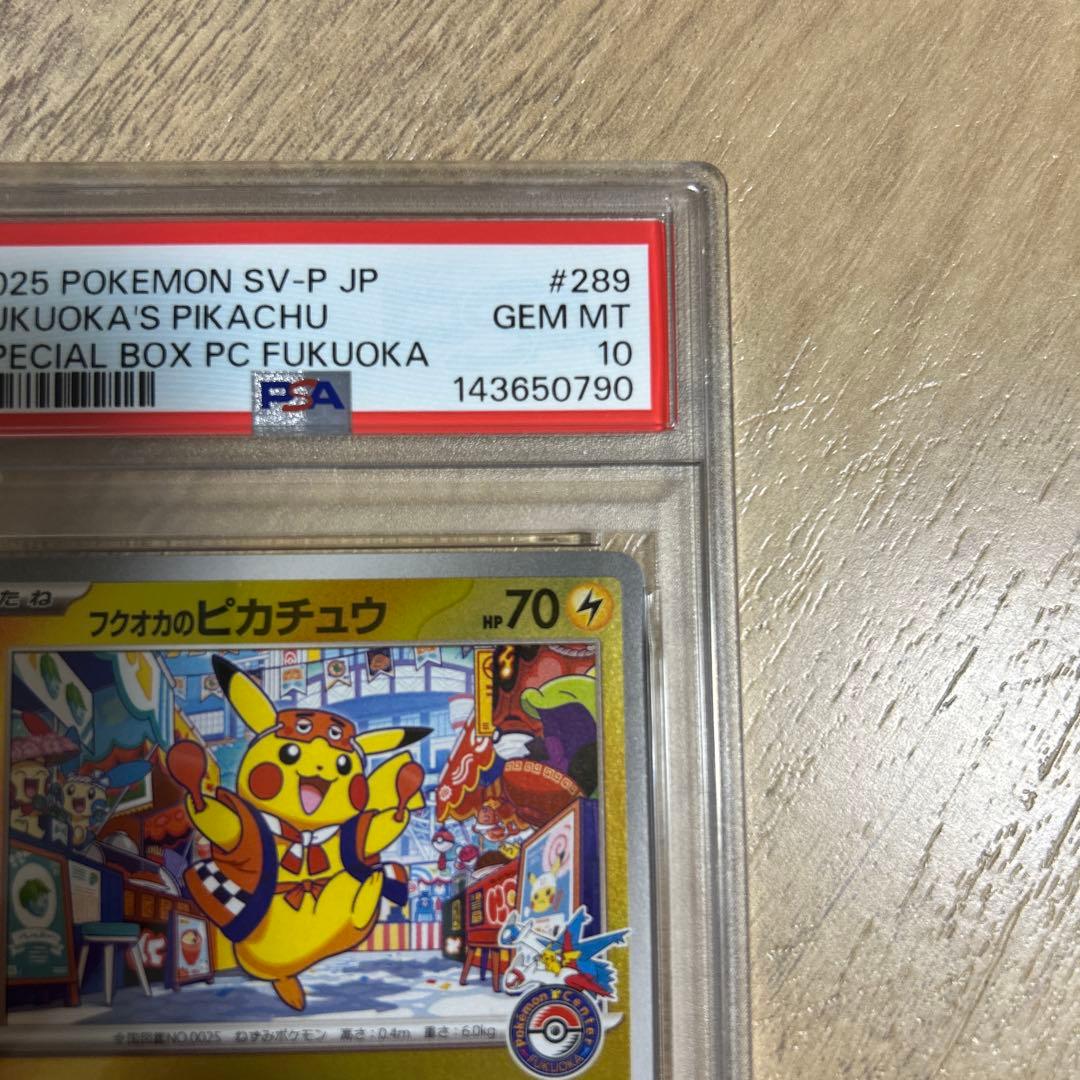 025 POKEMON SV-P JP #289
UKUOKA'S PIKACHU GEM MT
PECIAL BOX PC FUKUOKA 10
PSA 143650790
たね
フクオカのピカチュウ HP 70
全国図鑑NO.0025 ねずみポケモン 高さ:0.4m 重さ:6.0kg
Pokémon Center
FUKUOKA